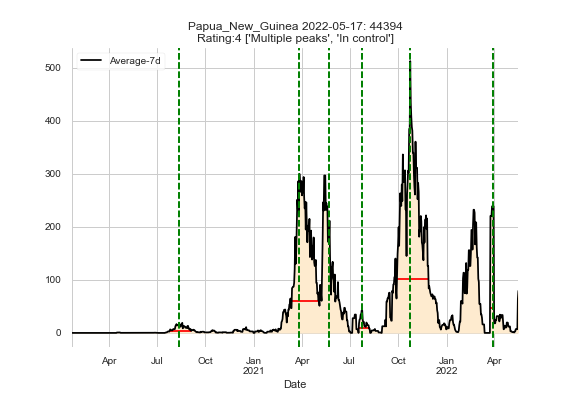 Papua_New_Guinea 2022-05-17: 44394
Rating:4 ['Multiple peaks', 'In control']
Average-7d
500
400
300
200
100
0
Apr Jul Oct Jan Apr Jul Oct Jan Apr
2021 2022
Date